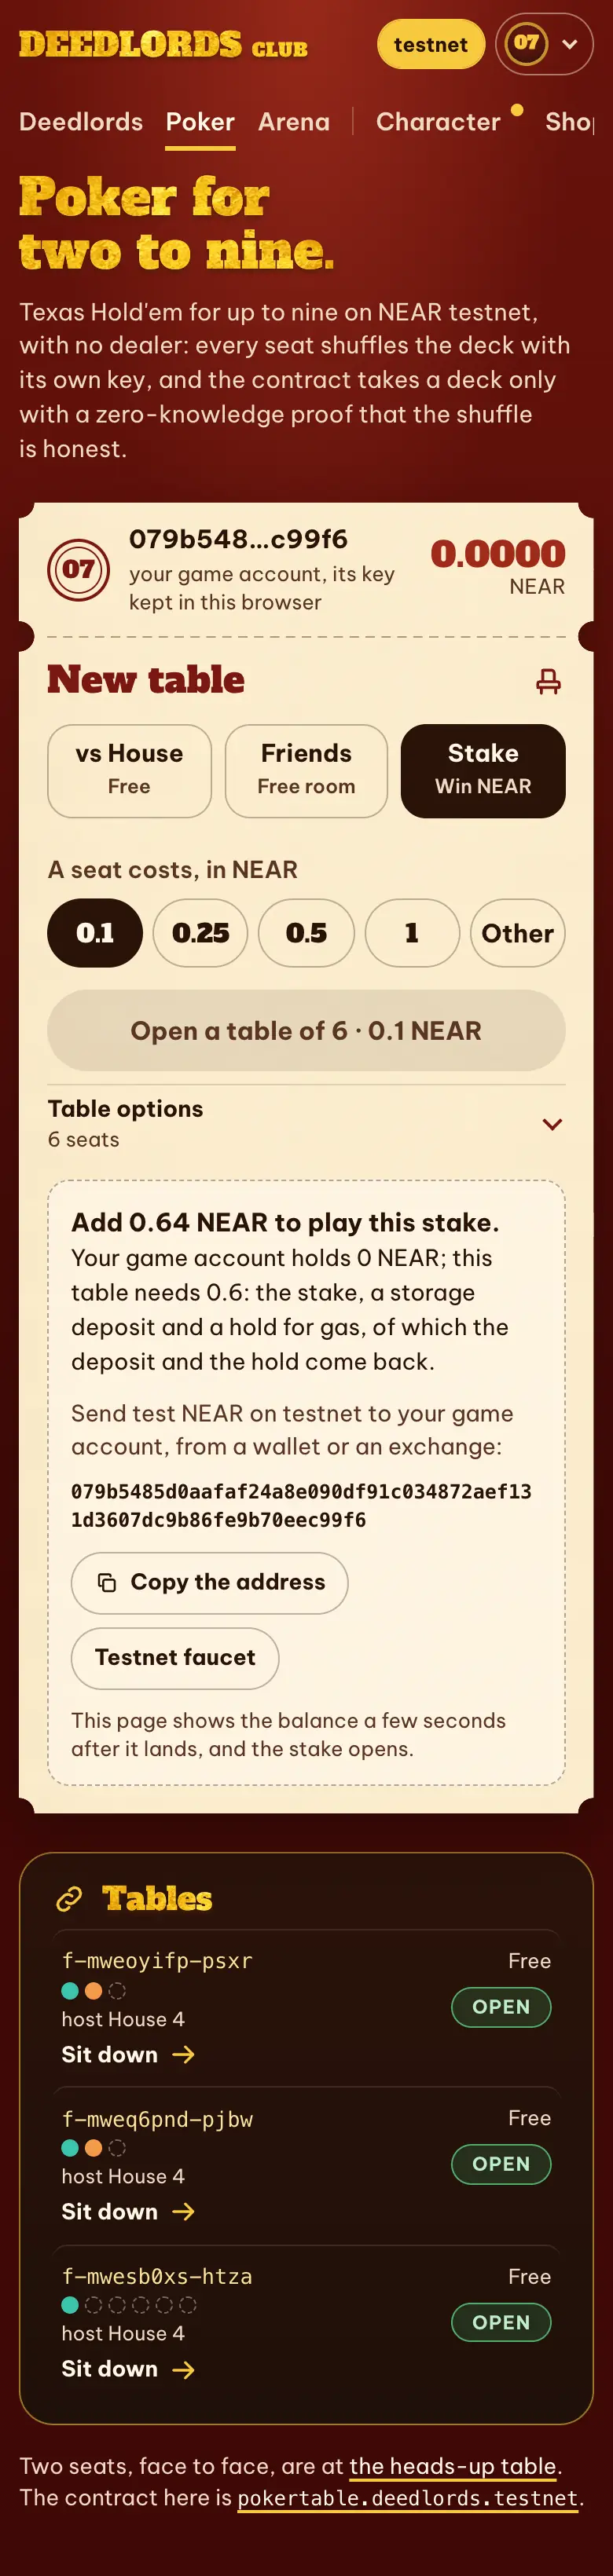 DEEDLORDS CLUB
testnet
07
Deedlords Poker Arena Character Shop
Poker for
two to nine.
Texas Hold'em for up to nine on NEAR testnet,
with no dealer: every seat shuffles the deck with
its own key, and the contract takes a deck only
with a zero-knowledge proof that the shuffle
is honest.
07
079b548…c99f6
your game account, its key
kept in this browser
0.0000
NEAR
New table
vs House
Free
Friends
Free room
Stake
Win NEAR
A seat costs, in NEAR
0.1 0.25 0.5 1 Other
Open a table of 6 · 0.1 NEAR
Table options
6 seats
Add 0.64 NEAR to play this stake.
Your game account holds 0 NEAR; this
table needs 0.6: the stake, a storage
deposit and a hold for gas, of which the
deposit and the hold come back.
Send test NEAR on testnet to your game
account, from a wallet or an exchange:
079b5485d0aafaf24a8e090df91c034872aef13
1d3607dc9b86fe9b70eec99f6
Copy the address
Testnet faucet
This page shows the balance a few seconds
after it lands, and the stake opens.
Tables
f-mweoyifp-psxr
Free
host House 4
OPEN
Sit down →
f-mweq6pnd-pjbw
Free
host House 4
OPEN
Sit down →
f-mwesb0xs-htza
Free
host House 4
OPEN
Sit down →
Two seats, face to face, are at the heads-up table.
The contract here is pokertable.deedlords.testnet.